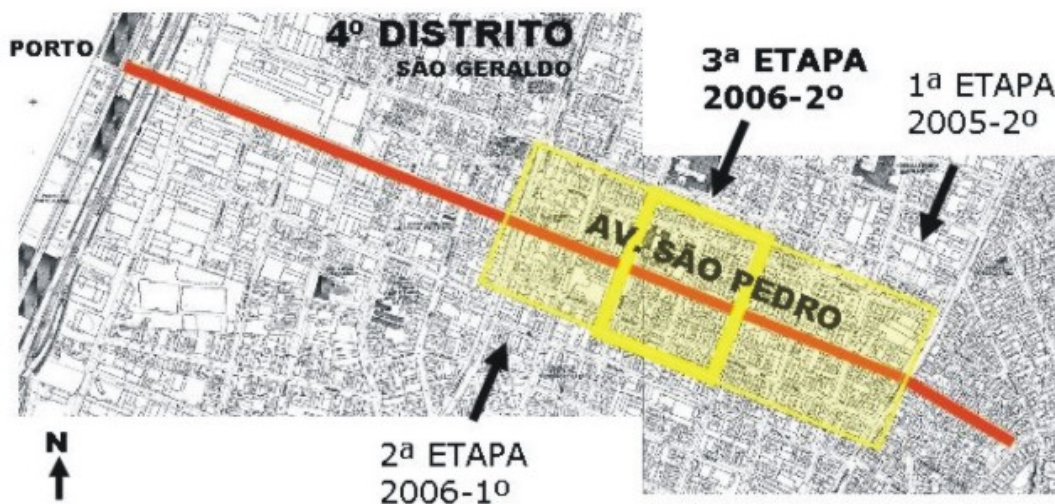 PORTO
4º DISTRITO
SÃO GERALDO
3ª ETAPA
2006-2º
1ª ETAPA
2005-2º
AV. SÃO PEDRO
N
2ª ETAPA
2006-1º